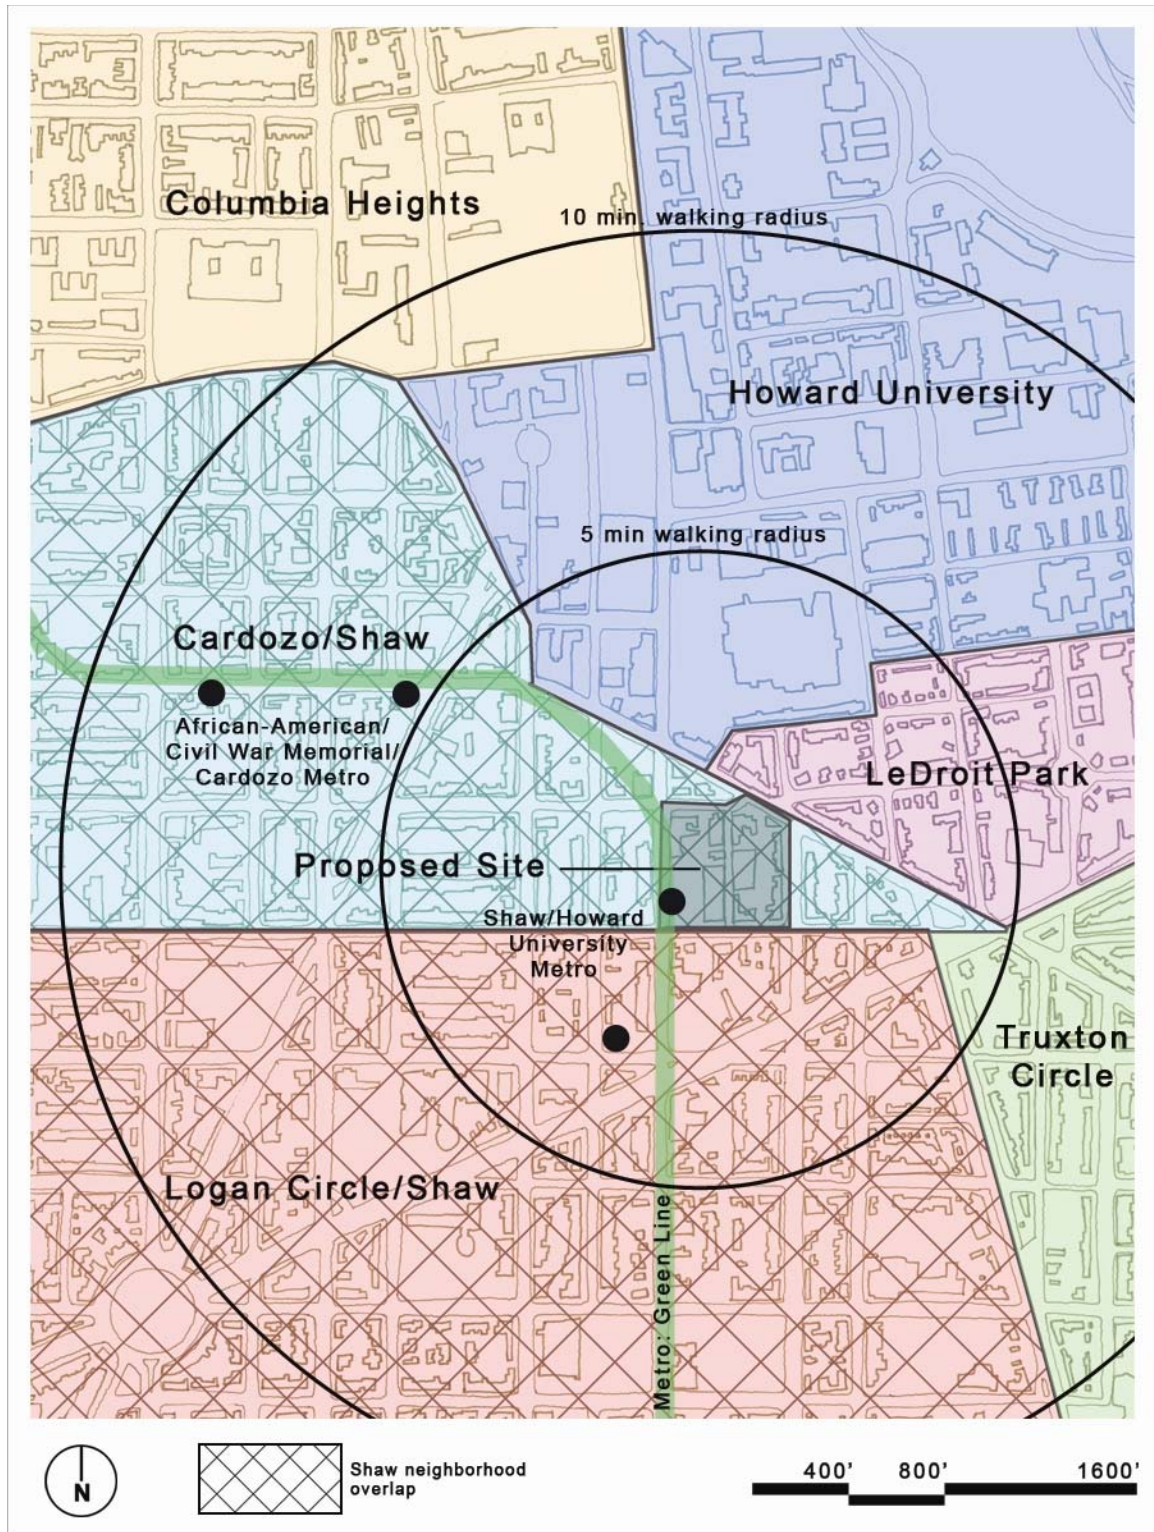 Columbia Heights
10 min. walking radius
Howard University
5 min walking radius
Cardozo/Shaw
African-American/
Civil War Memorial/
Cardozo Metro
LeDroit Park
Proposed Site
Shaw/Howard
University
Metro
Truxton
Circle
Logan Circle/Shaw
Metro: Green Line
N
Shaw neighborhood
overlap
400' 800' 1600'